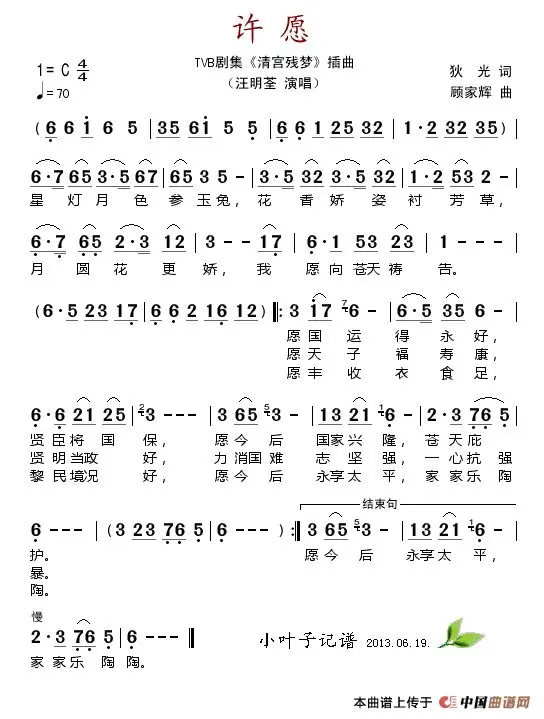 许 愿
TVB剧集《清宫残梦》插曲
（汪明荃 演唱）
1=C 4/4
♩=70
狄 光 词
顾家辉 曲
( 6 6 1 6 5 | 35 61 5 5 | 6 6 1 25 32 | 1·2 32 35 ) |
6·7 65 35 67 | 6 5 32 3 - | 3·5 32 3·5 32 | 1·2 53 2 - |
星 灯 月 色 参 玉 兔， 花 香 娇 姿 衬 芳 草，
6·7 65 2·3 12 | 3 - - 17 | 6·1 53 23 | 1 - - - |
月 圆 花 更 娇， 我 愿 向 苍天 祷 告。
( 6·5 23 17 | 6 6 2 16 12 ) ‖: 3 17 7 6 - | 6·5 35 6 - |
愿 国 运 得 永 好，
愿 天 子 福 寿 康，
愿 丰 收 衣 食 足，
6·6 21 25 | 2 3 - - - | 3 65 5 3 - | 13 21 1 6 - | 2·3 76 5 |
贤 臣 将 国 保， 愿 今 后 国家 兴 隆， 苍 天 庇
贤 明 当政 好， 力 消 国 难 志 坚 强， 一 心 抗 强
黎 民 境况 好， 愿 今 后 永享 太 平， 家 家 乐 陶
6 - - - | ( 3 23 76 5 | 6 - - - ) :‖ 3 65 5 3 - | 13 21 1 6 - |
结束句
护。 愿 今 后 永享 太 平，
暴。
陶。
慢
2·3 76 5 | 6 - - - ‖
家 家 乐 陶 陶。
小叶子记谱 2013.06.19.
本曲谱上传于 中国曲谱网